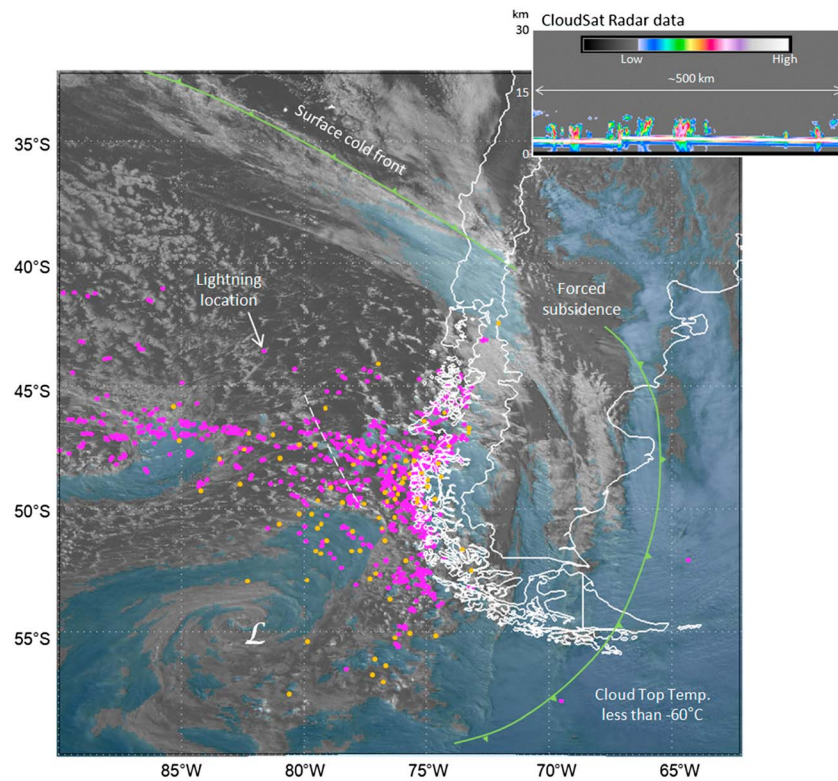 km
CloudSat Radar data
30
Low
High
15
~500 km
0
Surface cold front
35°S
40°S
Lightning
location
Forced
subsidence
45°S
50°S
55°S
L
Cloud Top Temp.
less than -60°C
85°W
80°W
75°W
70°W
65°W